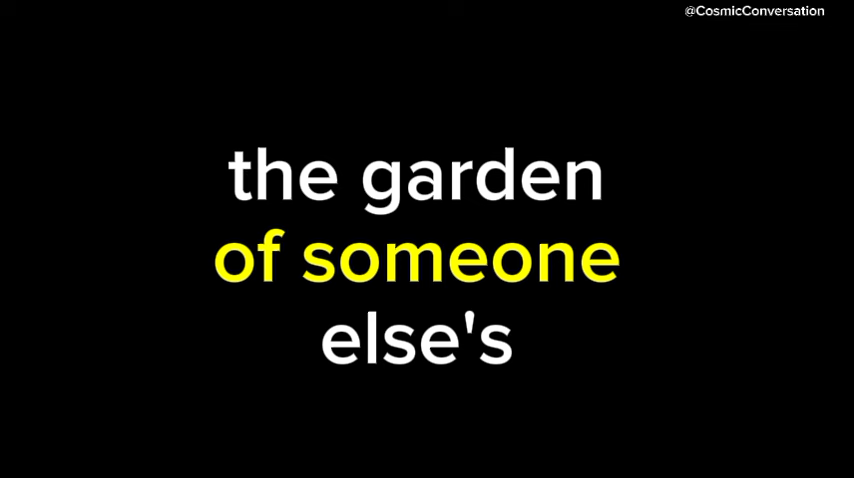 @CosmicConversation
the garden
of someone
else's